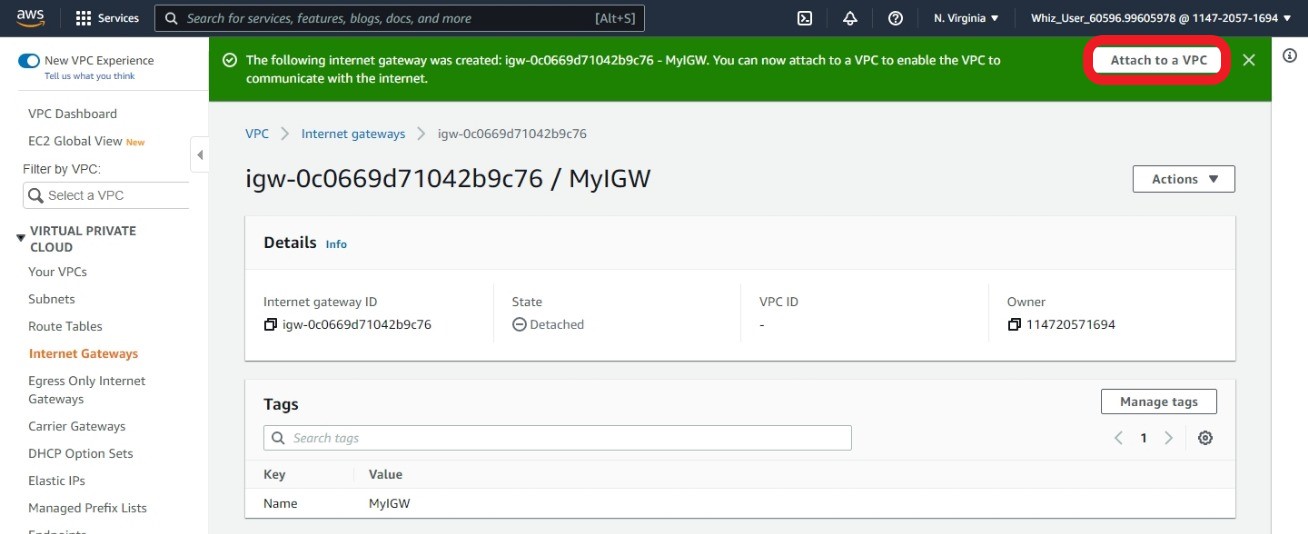 aws
Services
Search for services, features, blogs, docs, and more
[Alt+S]
N. Virginia
Whiz_User_60596.99605978 @ 1147-2057-1694
New VPC Experience
Tell us what you think
VPC Dashboard
EC2 Global View New
Filter by VPC:
Select a VPC
VIRTUAL PRIVATE
CLOUD
Your VPCs
Subnets
Route Tables
Internet Gateways
Egress Only Internet
Gateways
Carrier Gateways
DHCP Option Sets
Elastic IPs
Managed Prefix Lists
Endpoints
The following internet gateway was created: igw-0c0669d71042b9c76 - MyIGW. You can now attach to a VPC to enable the VPC to
communicate with the internet.
Attach to a VPC
VPC
Internet gateways
igw-0c0669d71042b9c76
igw-0c0669d71042b9c76 / MyIGW
Actions
Details Info
Internet gateway ID
igw-0c0669d71042b9c76
State
Detached
VPC ID
-
Owner
114720571694
Tags
Manage tags
Search tags
1
Key
Value
Name
MyIGW